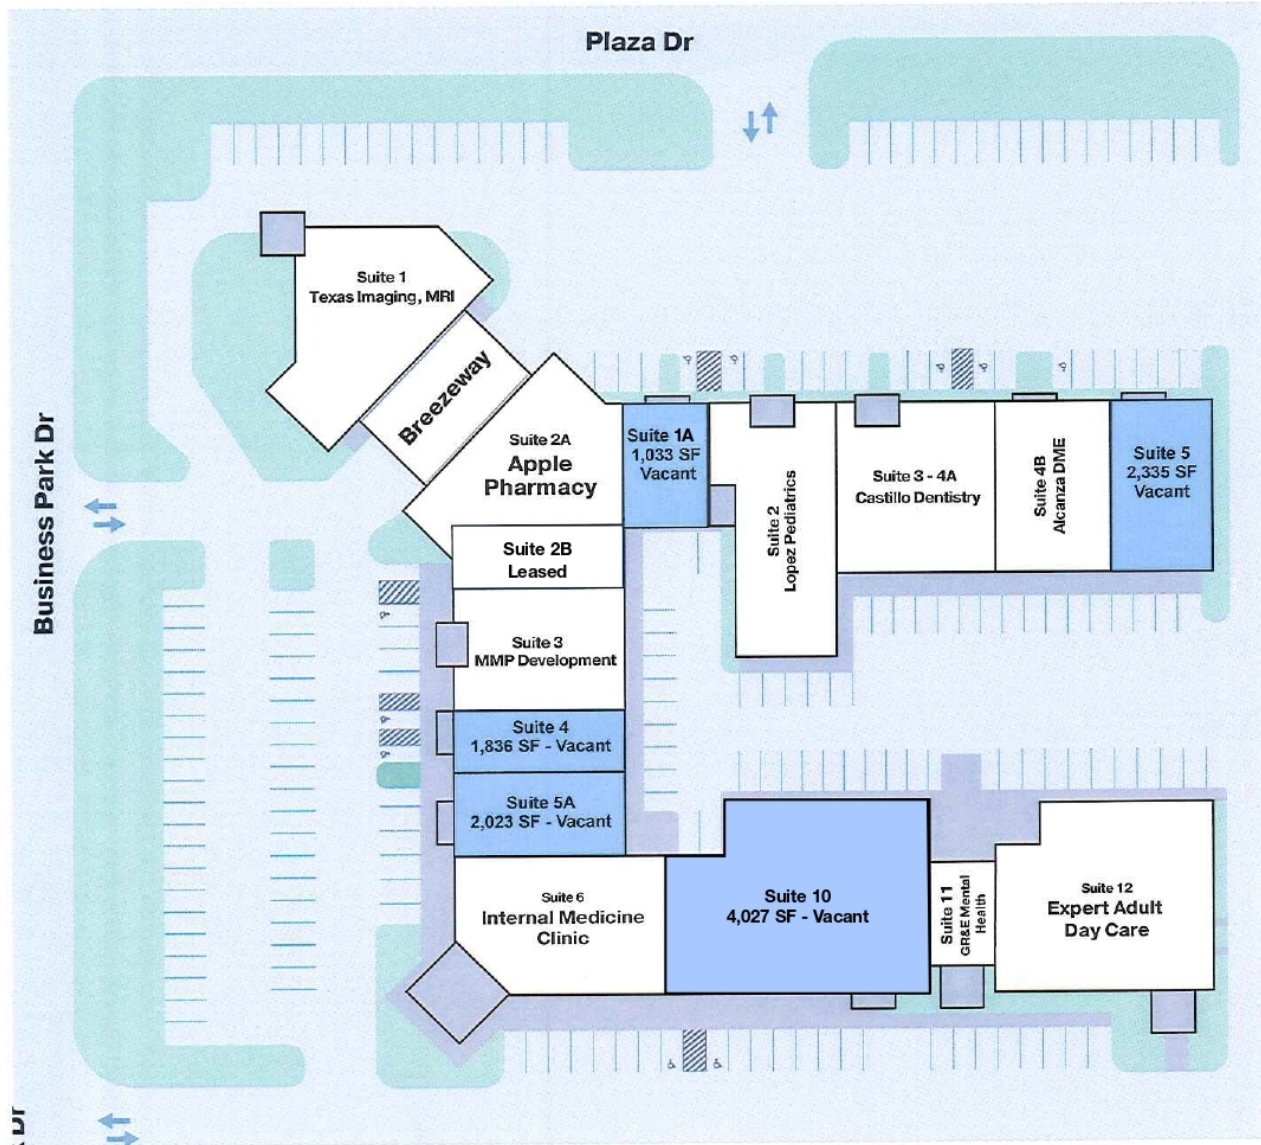 Plaza Dr
Business Park Dr
Suite 1
Texas Imaging, MRI
Breezeway
Suite 2A
Apple
Pharmacy
Suite 1A
1,033 SF
Vacant
Suite 2
Lopez Pediatrics
Suite 3 - 4A
Castillo Dentistry
Suite 4B
Alcanza DME
Suite 5
2,335 SF
Vacant
Suite 2B
Leased
Suite 3
MMP Development
Suite 4
1,836 SF - Vacant
Suite 5A
2,023 SF - Vacant
Suite 6
Internal Medicine
Clinic
Suite 10
4,027 SF - Vacant
Suite 11
GR&E Mental
Health
Suite 12
Expert Adult
Day Care
Dr